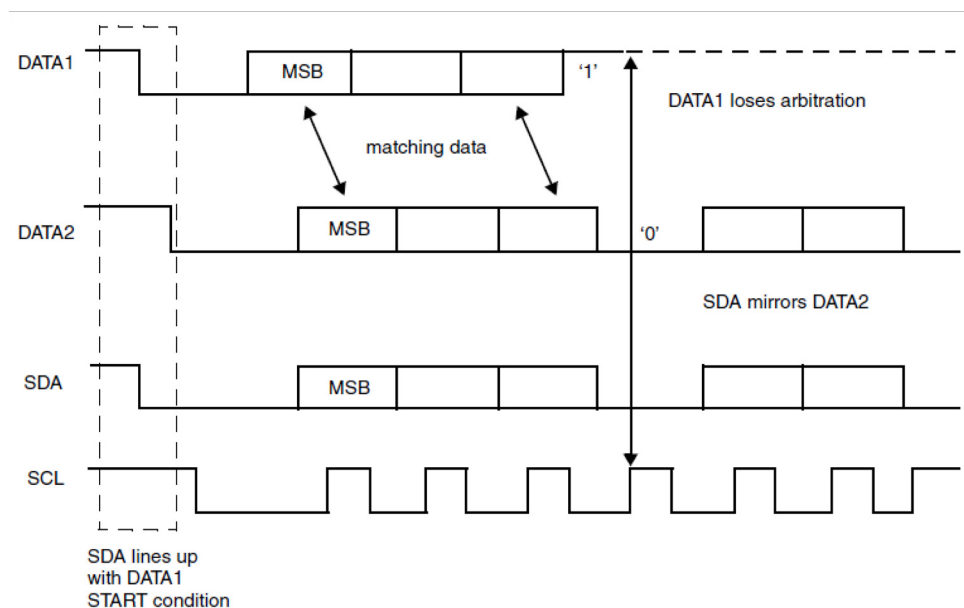 DATA1
MSB
‘1’
DATA1 loses arbitration
matching data
DATA2
MSB
‘0’
SDA mirrors DATA2
SDA
MSB
SCL
SDA lines up
with DATA1
START condition